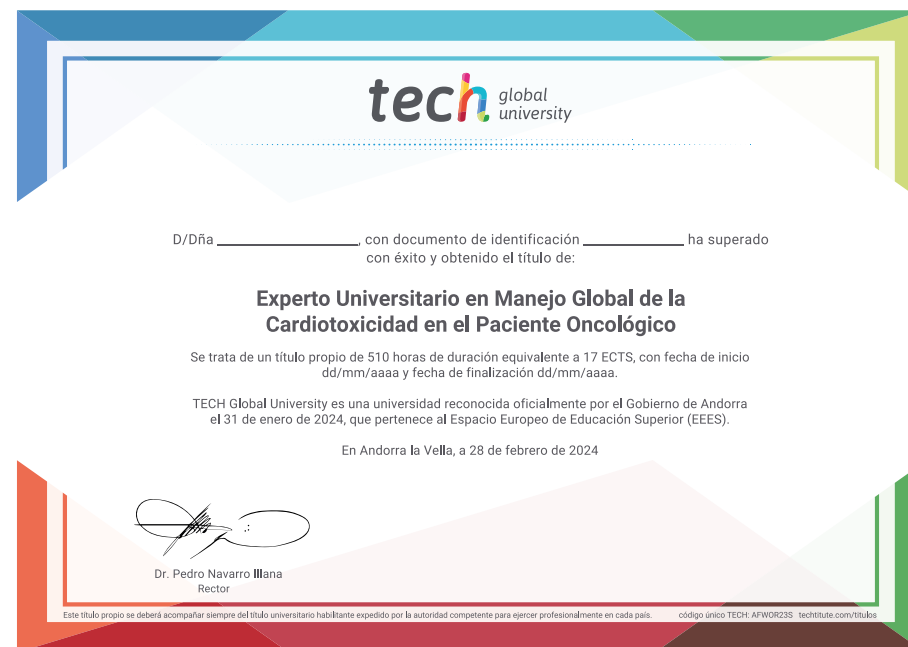 tech global
university
D/Dña ______________, con documento de identificación ____________ ha superado
con éxito y obtenido el título de:
Experto Universitario en Manejo Global de la
Cardiotoxicidad en el Paciente Oncológico
Se trata de un título propio de 510 horas de duración equivalente a 17 ECTS, con fecha de inicio
dd/mm/aaaa y fecha de finalización dd/mm/aaaa.
TECH Global University es una universidad reconocida oficialmente por el Gobierno de Andorra
el 31 de enero de 2024, que pertenece al Espacio Europeo de Educación Superior (EEES).
En Andorra la Vella, a 28 de febrero de 2024
Dr. Pedro Navarro Illana
Rector
Este título propio se deberá acompañar siempre del título universitario habilitante expedido por la autoridad competente para ejercer profesionalmente en cada país. código único TECH: AFWOR23S techtitute.com/titulos